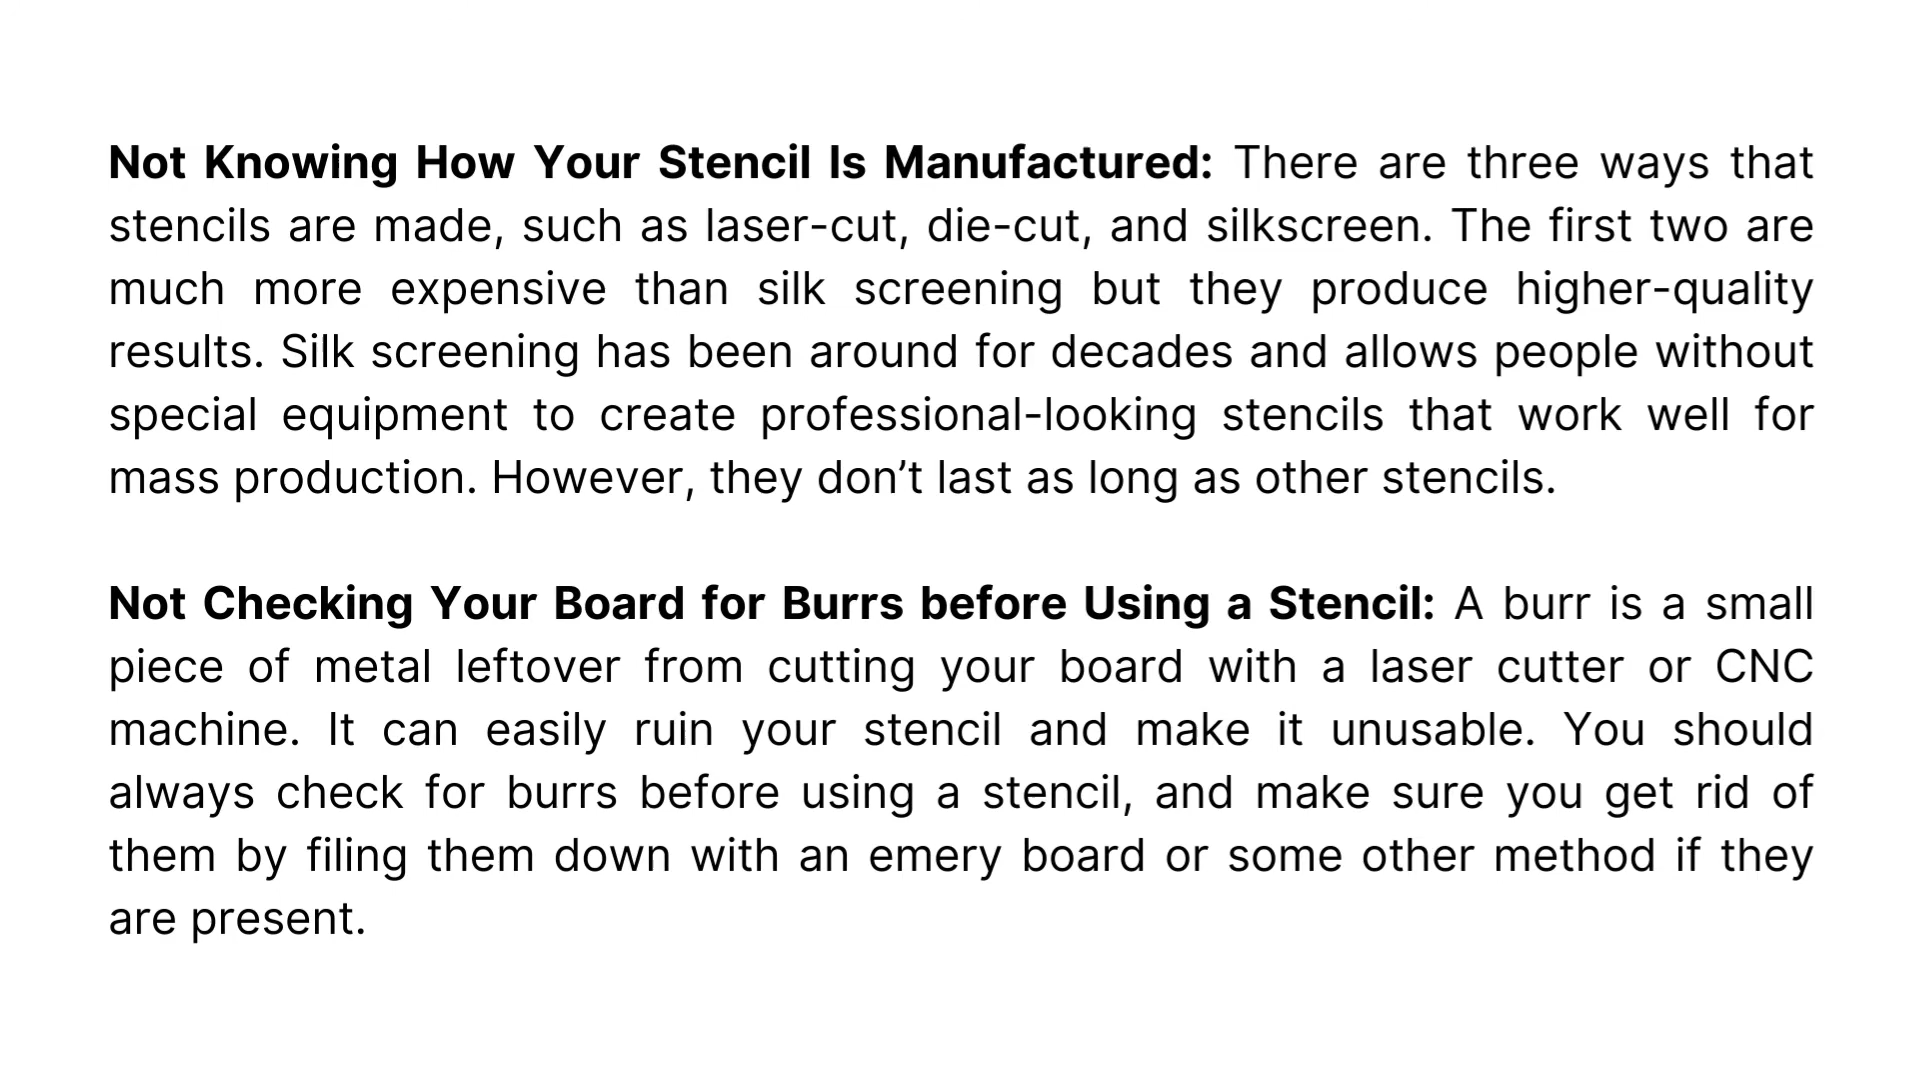 Not Knowing How Your Stencil Is Manufactured: There are three ways that
stencils are made, such as laser-cut, die-cut, and silkscreen. The first two are
much more expensive than silk screening but they produce higher-quality
results. Silk screening has been around for decades and allows people without
special equipment to create professional-looking stencils that work well for
mass production. However, they don’t last as long as other stencils.
Not Checking Your Board for Burrs before Using a Stencil: A burr is a small
piece of metal leftover from cutting your board with a laser cutter or CNC
machine. It can easily ruin your stencil and make it unusable. You should
always check for burrs before using a stencil, and make sure you get rid of
them by filing them down with an emery board or some other method if they
are present.